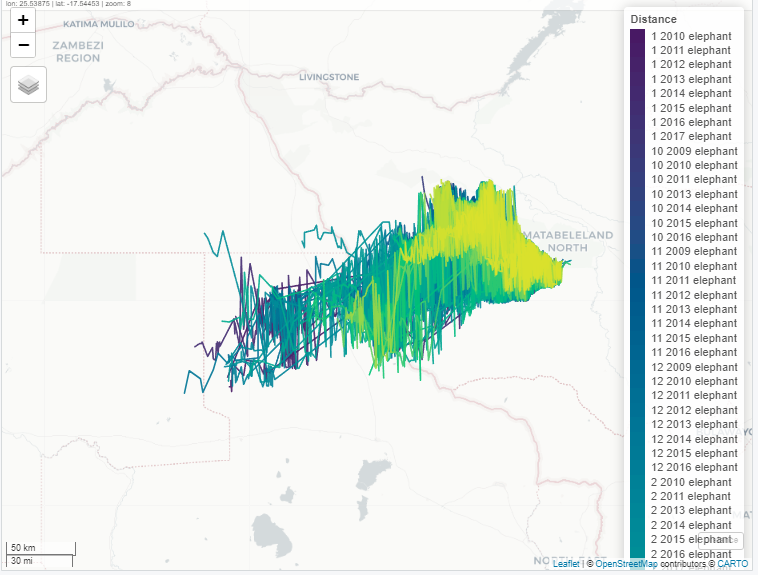 lon: 25.53875 | lat: -17.54453 | zoom: 8
+
−
KATIMA MULILO
ZAMBEZI
REGION
LIVINGSTONE
MATABELELAND
NORTH
Distance
1 2010 elephant
1 2011 elephant
1 2012 elephant
1 2013 elephant
1 2014 elephant
1 2015 elephant
1 2016 elephant
1 2017 elephant
10 2009 elephant
10 2010 elephant
10 2011 elephant
10 2013 elephant
10 2014 elephant
10 2015 elephant
10 2016 elephant
11 2009 elephant
11 2010 elephant
11 2011 elephant
11 2012 elephant
11 2013 elephant
11 2014 elephant
11 2015 elephant
11 2016 elephant
12 2009 elephant
12 2010 elephant
12 2011 elephant
12 2012 elephant
12 2013 elephant
12 2014 elephant
12 2015 elephant
12 2016 elephant
2 2010 elephant
2 2011 elephant
2 2013 elephant
2 2014 elephant
2 2015 elephant
2 2016 elephant
50 km
30 mi
Leaflet | © OpenStreetMap contributors © CARTO